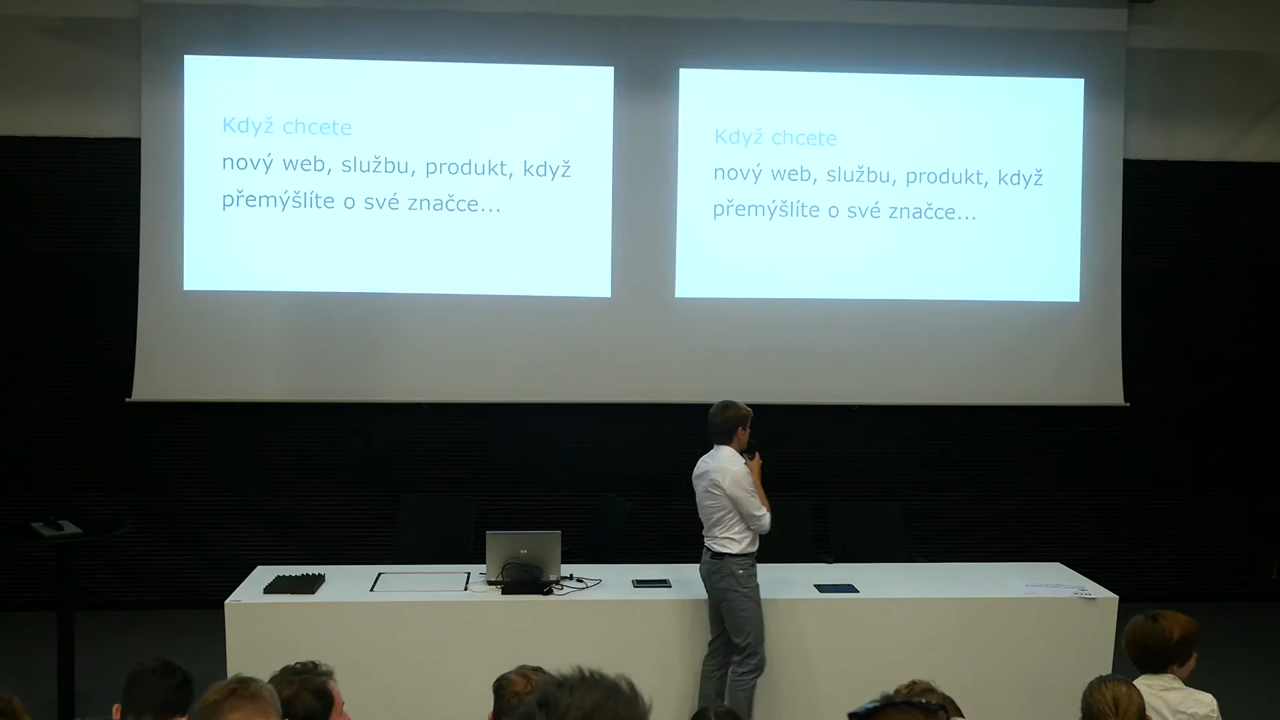 Když chcete
nový web, službu, produkt, když
přemýšlíte o své značce...
Když chcete
nový web, službu, produkt, když
přemýšlíte o své značce...